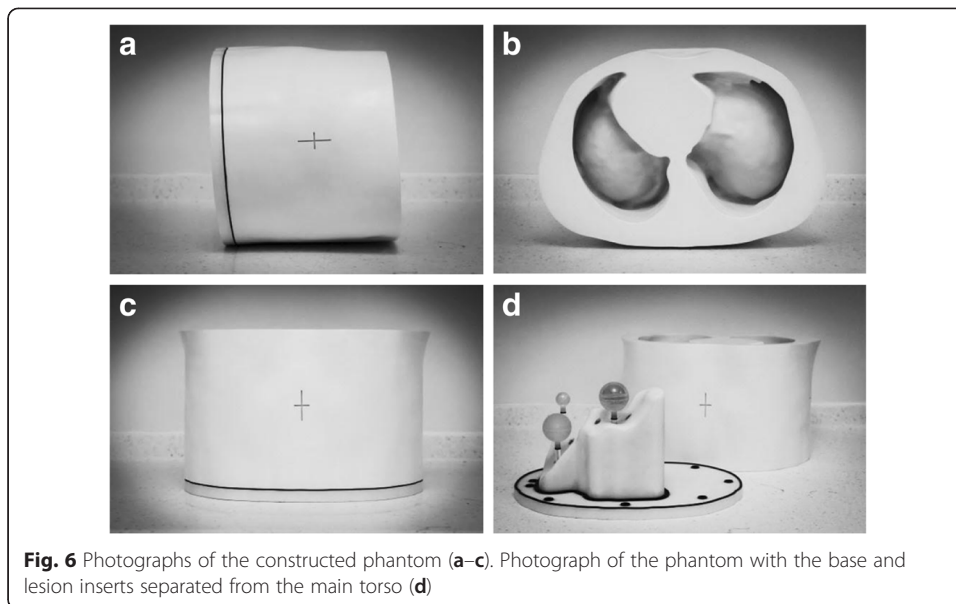 a
b
c
d
Fig. 6 Photographs of the constructed phantom (a–c). Photograph of the phantom with the base and
lesion inserts separated from the main torso (d)